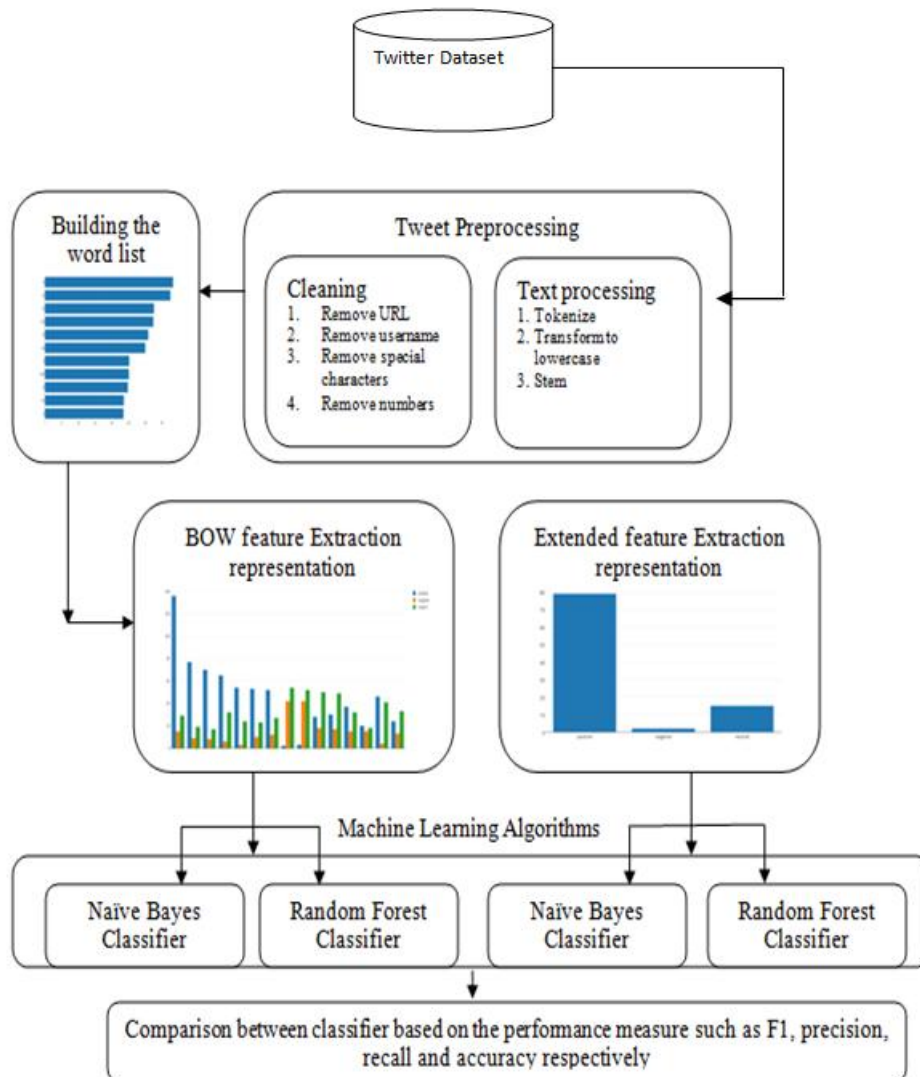 Twitter Dataset
Building the
word list
Tweet Preprocessing
Cleaning
1. Remove URL
2. Remove username
3. Remove special
characters
4. Remove numbers
Text processing
1. Tokenize
2. Transform to
lowercase
3. Stem
BOW feature Extraction
representation
Extended feature Extraction
representation
Machine Learning Algorithms
Naïve Bayes
Classifier
Random Forest
Classifier
Naïve Bayes
Classifier
Random Forest
Classifier
Comparison between classifier based on the performance measure such as F1, precision,
recall and accuracy respectively